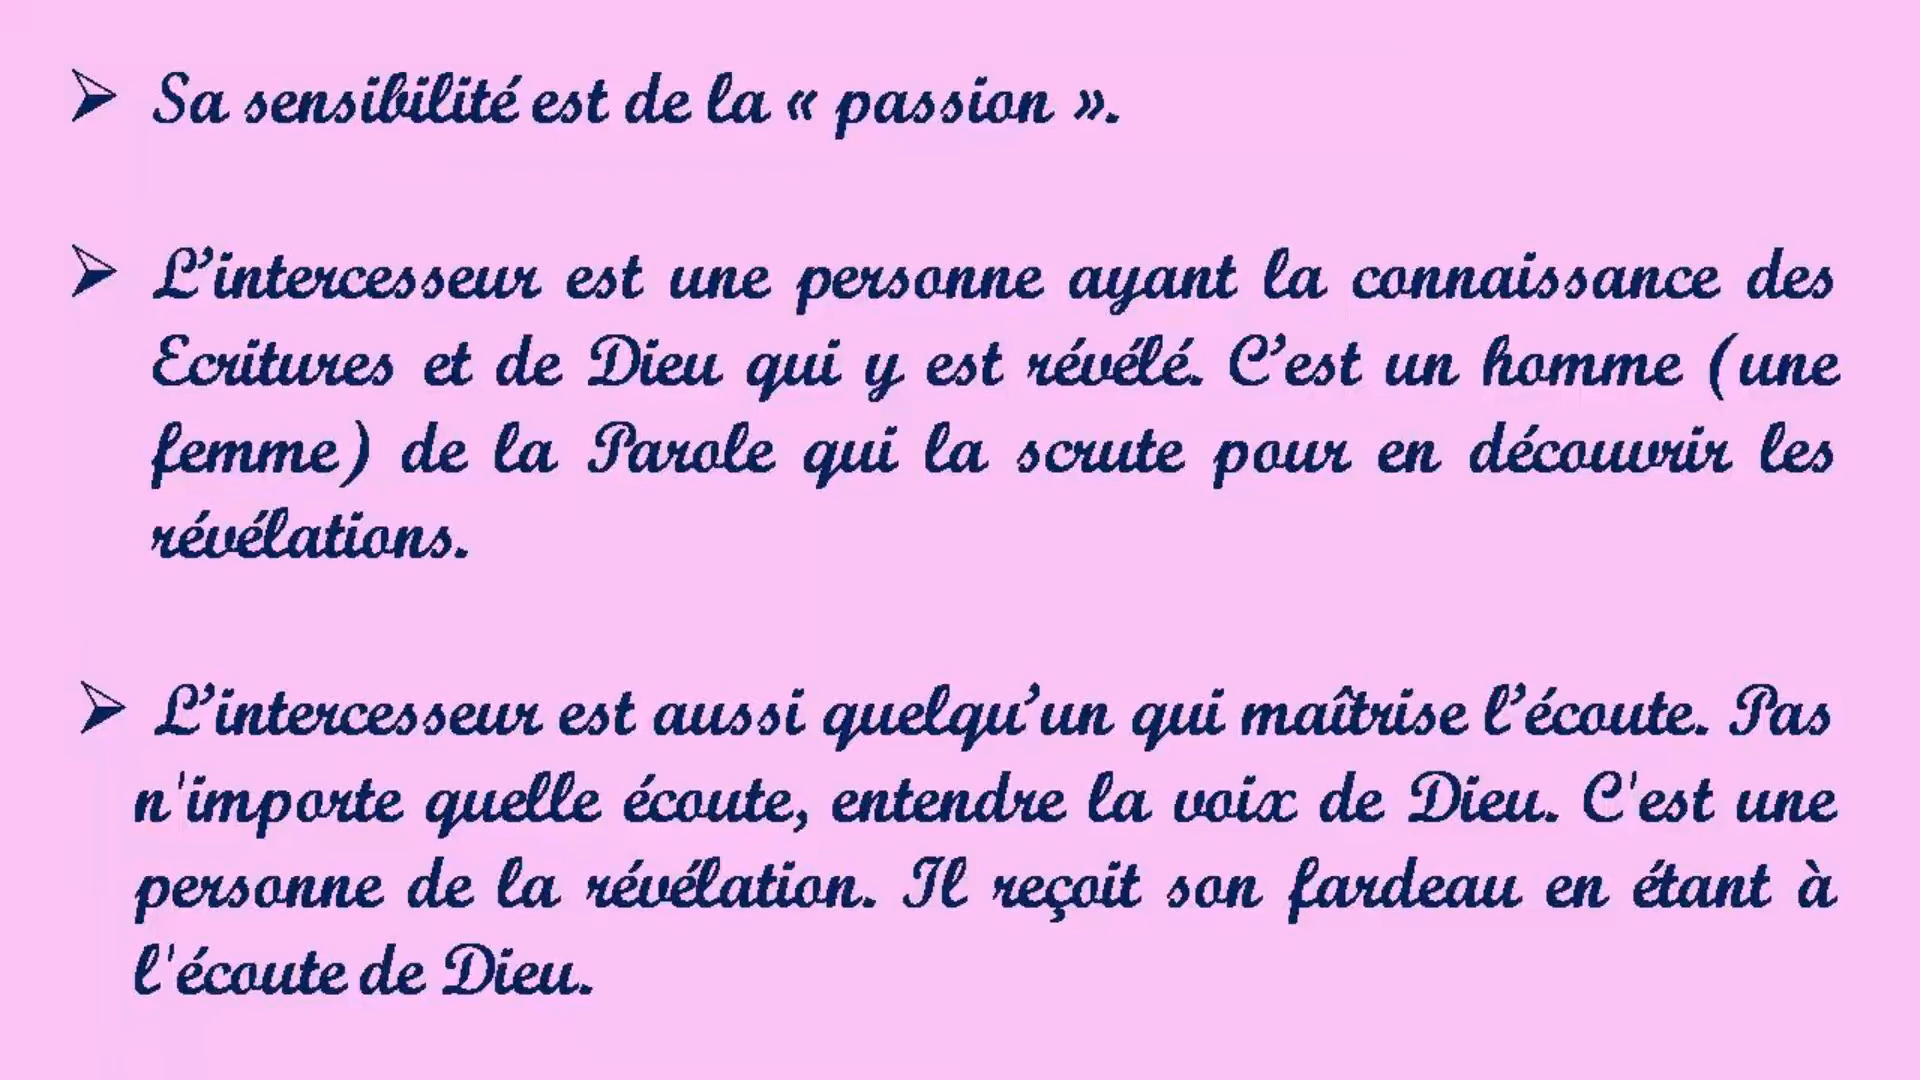 ➢ Sa sensibilité est de la « passion ».
➢ L’intercesseur est une personne ayant la connaissance des
Ecritures et de Dieu qui y est révélé. C’est un homme (une
femme) de la Parole qui la scrute pour en découvrir les
révélations.
➢ L’intercesseur est aussi quelqu’un qui maîtrise l’écoute. Pas
n'importe quelle écoute, entendre la voix de Dieu. C'est une
personne de la révélation. Il reçoit son fardeau en étant à
l'écoute de Dieu.